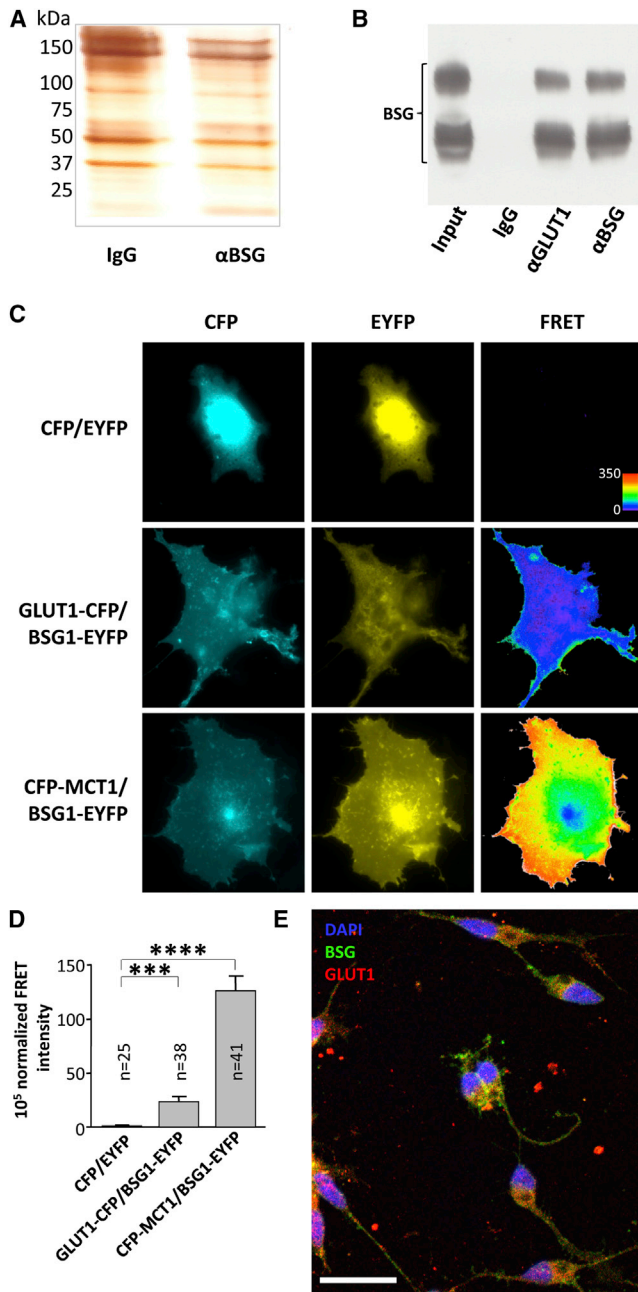 A
kDa
150
100
75
50
37
25
IgG
αBSG
B
BSG
Input
IgG
αGLUT1
αBSG
C
CFP
EYFP
FRET
CFP/EYFP
350
0
GLUT1-CFP/
BSG1-EYFP
CFP-MCT1/
BSG1-EYFP
D
10⁵ normalized FRET
intensity
150
100
50
0
****
***
n=25
n=38
n=41
CFP/EYFP
GLUT1-CFP/BSG1-EYFP
CFP-MCT1/BSG1-EYFP
E
DAPI
BSG
GLUT1